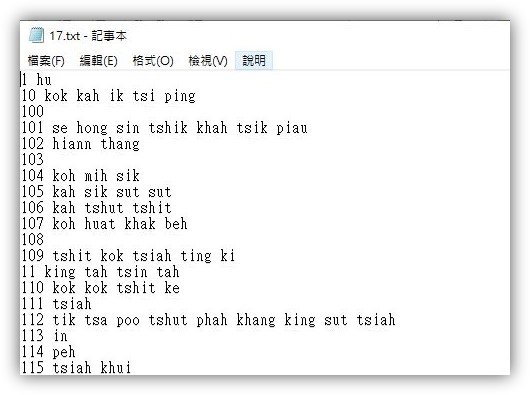 17.txt - 記事本
檔案(F) 編輯(E) 格式(O) 檢視(V) 說明
1 hu
10 kok kah ik tsi ping
100
101 se hong sin tshik khah tsik piau
102 hiann thang
103
104 koh mih sik
105 kah sik sut sut
106 kah tshut tshit
107 koh huat khak beh
108
109 tshit kok tsiah ting ki
11 king tah tsin tah
110 kok kok tshit ke
111 tsiah
112 tik tsa poo tshut phah khang king sut tsiah
113 in
114 peh
115 tsiah khui